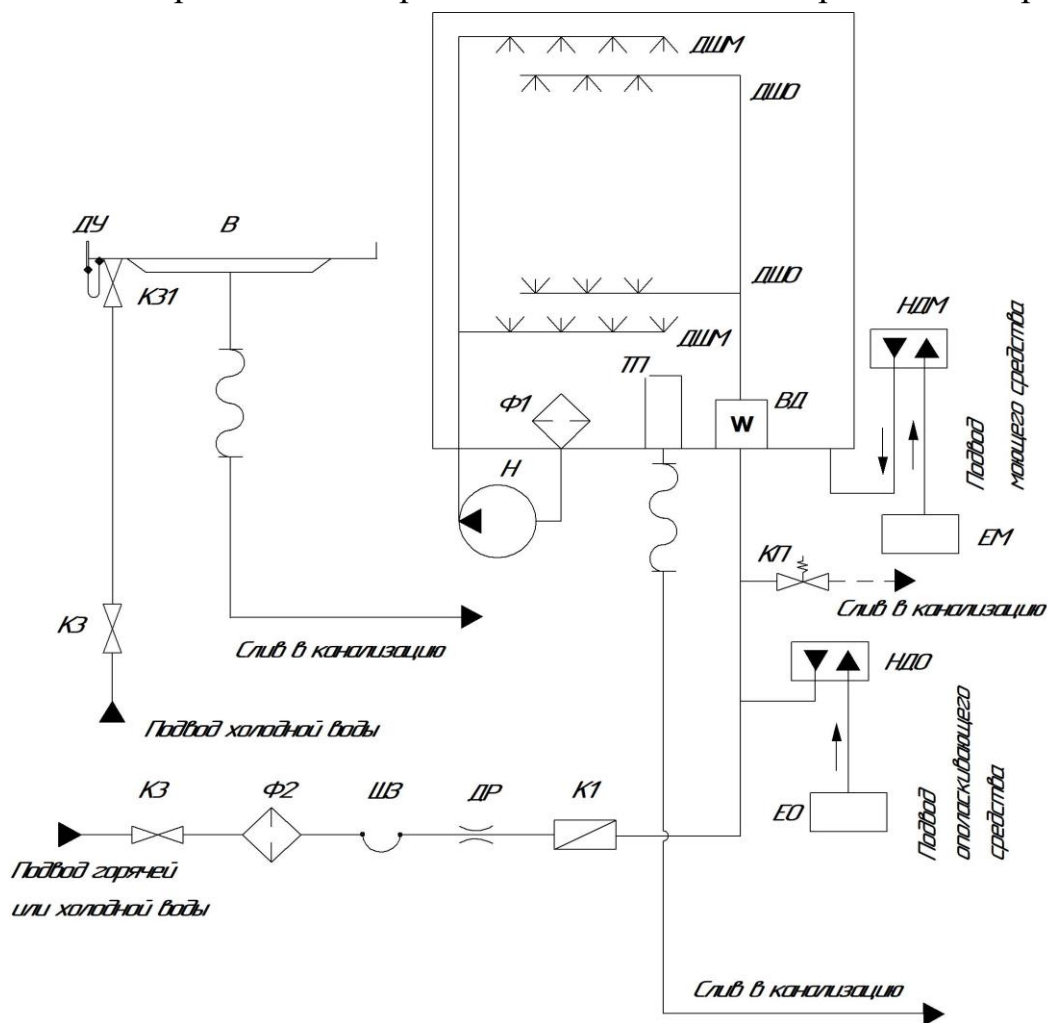 ДШМ
ДШО
ДУ
В
КЗ1
ДШО
ДШМ
НДМ
ТП
Ф1
ВД
W
Н
Подвод
моющего средства
ЕМ
КП
КЗ
Слив в канализацию
Слив в канализацию
НДО
Подвод холодной воды
Подвод
ополаскивающего
средства
КЗ
Ф2
ШЗ
ДР
К1
ЕО
Подвод горячей
или холодной воды
Слив в канализацию